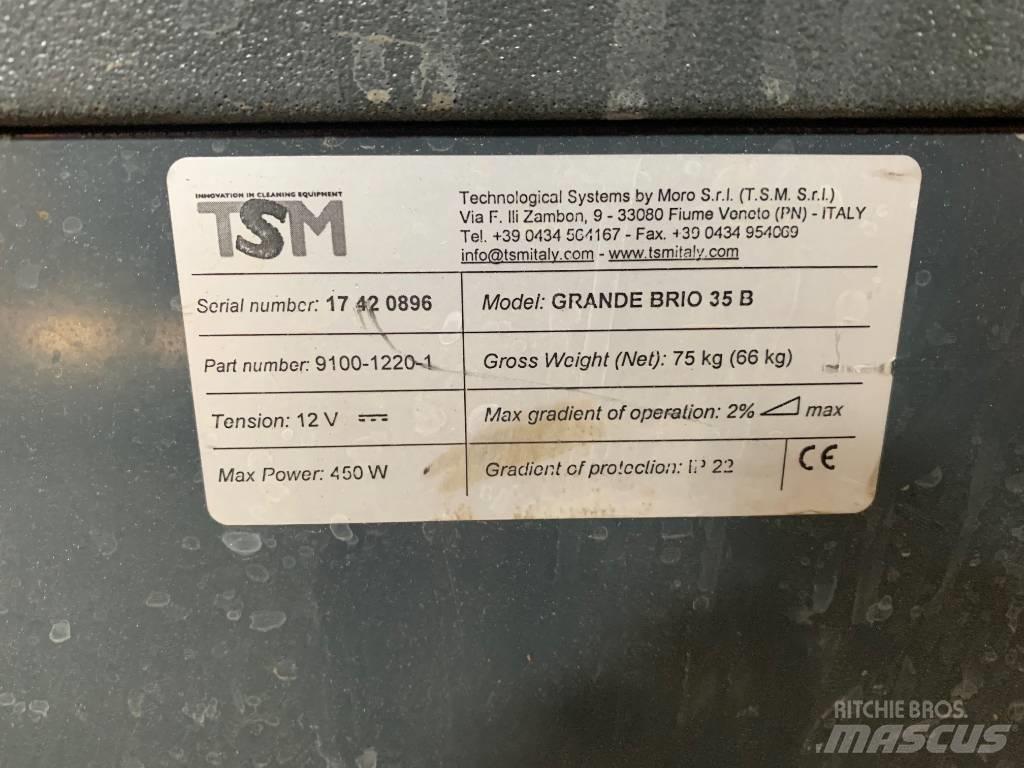 INNOVATION IN CLEANING EQUIPMENT
TSM
Technological Systems by Moro S.r.l. (T.S.M. S.r.l.)
Via F. lli Zambon, 9 - 33080 Fiume Veneto (PN) - ITALY
Tel. +39 0434 564167 - Fax. +39 0434 954069
info@tsmitaly.com - www.tsmitaly.com
Serial number: 17 42 0896
Model: GRANDE BRIO 35 B
Part number: 9100-1220-1
Gross Weight (Net): 75 kg (66 kg)
Tension: 12 V
Max gradient of operation: 2% max
Max Power: 450 W
Gradient of protection: IP 22
CE
RITCHIE BROS.
MASCUS